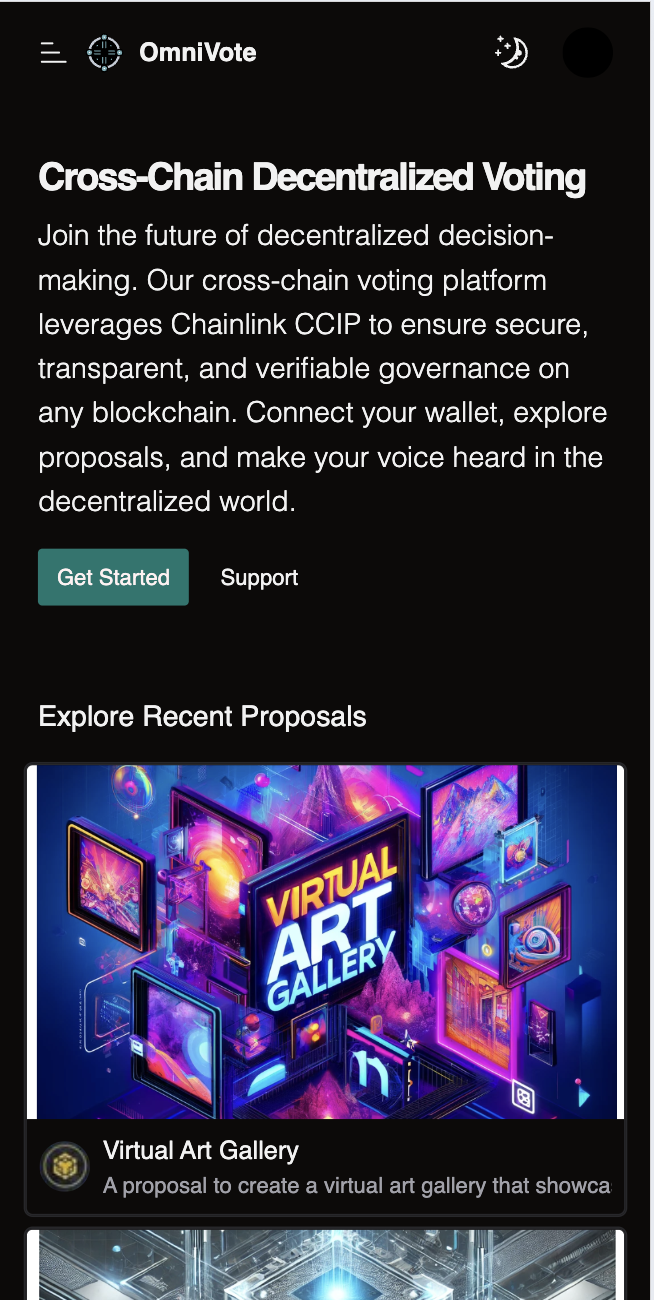 OmniVote
Cross-Chain Decentralized Voting
Join the future of decentralized decision-
making. Our cross-chain voting platform
leverages Chainlink CCIP to ensure secure,
transparent, and verifiable governance on
any blockchain. Connect your wallet, explore
proposals, and make your voice heard in the
decentralized world.
Get Started
Support
Explore Recent Proposals
VIRTUAL
ART
GALLERY
Virtual Art Gallery
A proposal to create a virtual art gallery that showca